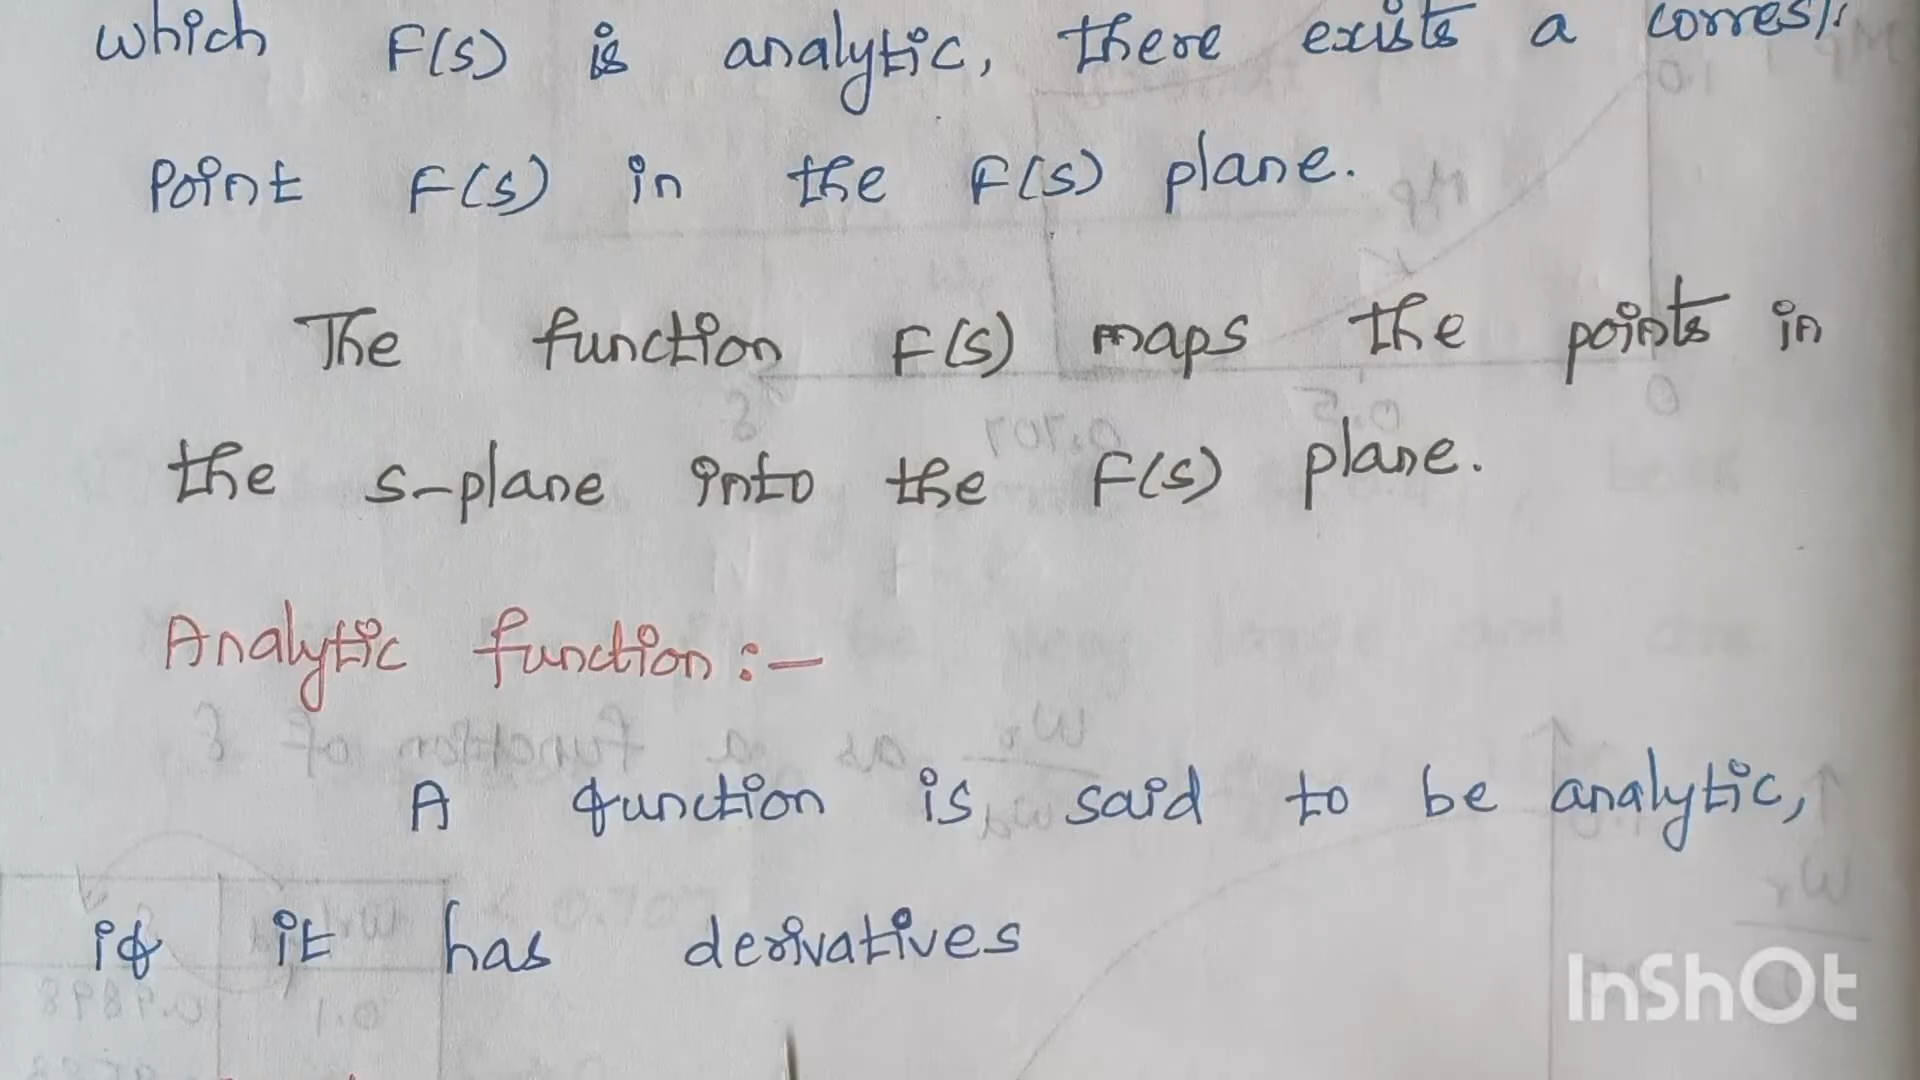 which F(s) is analytic, there exists a
Point F(s) in the F(s) plane.
The function F(s) maps the points in
the s-plane into the F(s) plane.
Analytic function :-
A function is said to be analytic,
if it has derivatives
InShOt